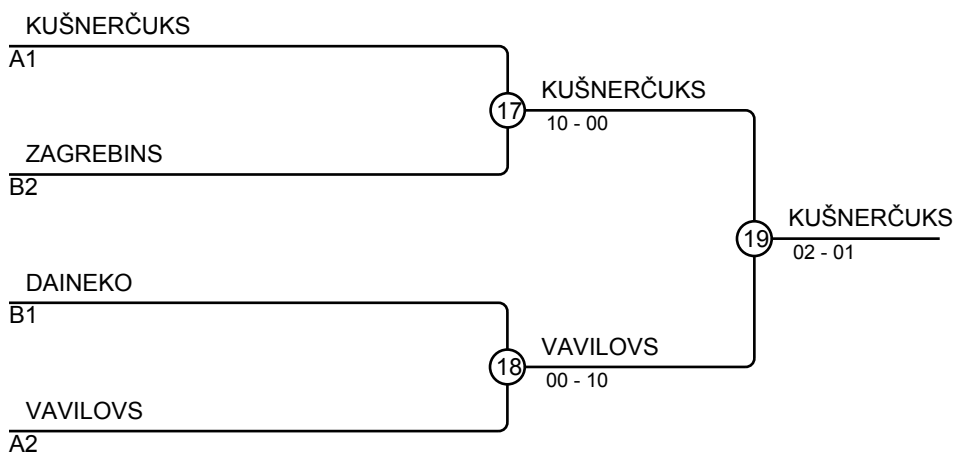 KUŠNERČUKS
A1
17
KUŠNERČUKS
10 - 00
ZAGREBINS
B2
19
KUŠNERČUKS
02 - 01
DAINEKO
B1
18
VAVILOVS
00 - 10
VAVILOVS
A2